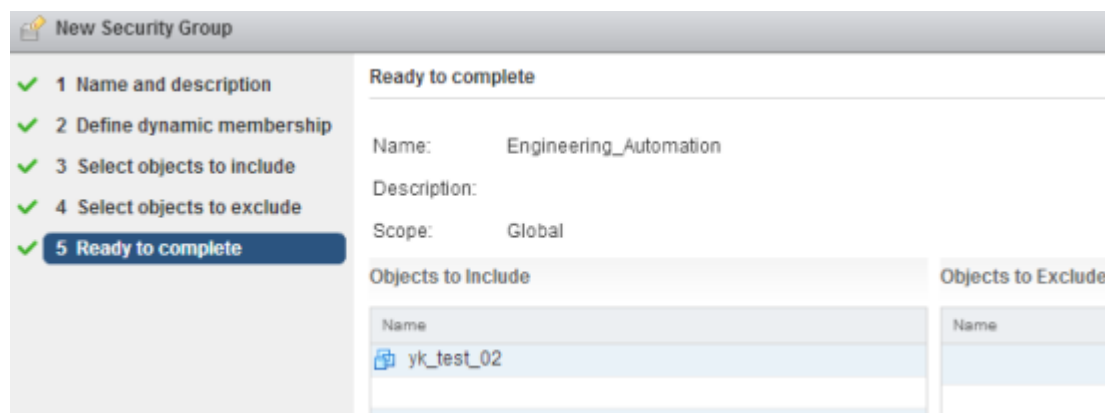 New Security Group
1 Name and description
2 Define dynamic membership
3 Select objects to include
4 Select objects to exclude
5 Ready to complete
Ready to complete
Name: Engineering_Automation
Description:
Scope: Global
Objects to Include
Name
yk_test_02
Objects to Exclude
Name